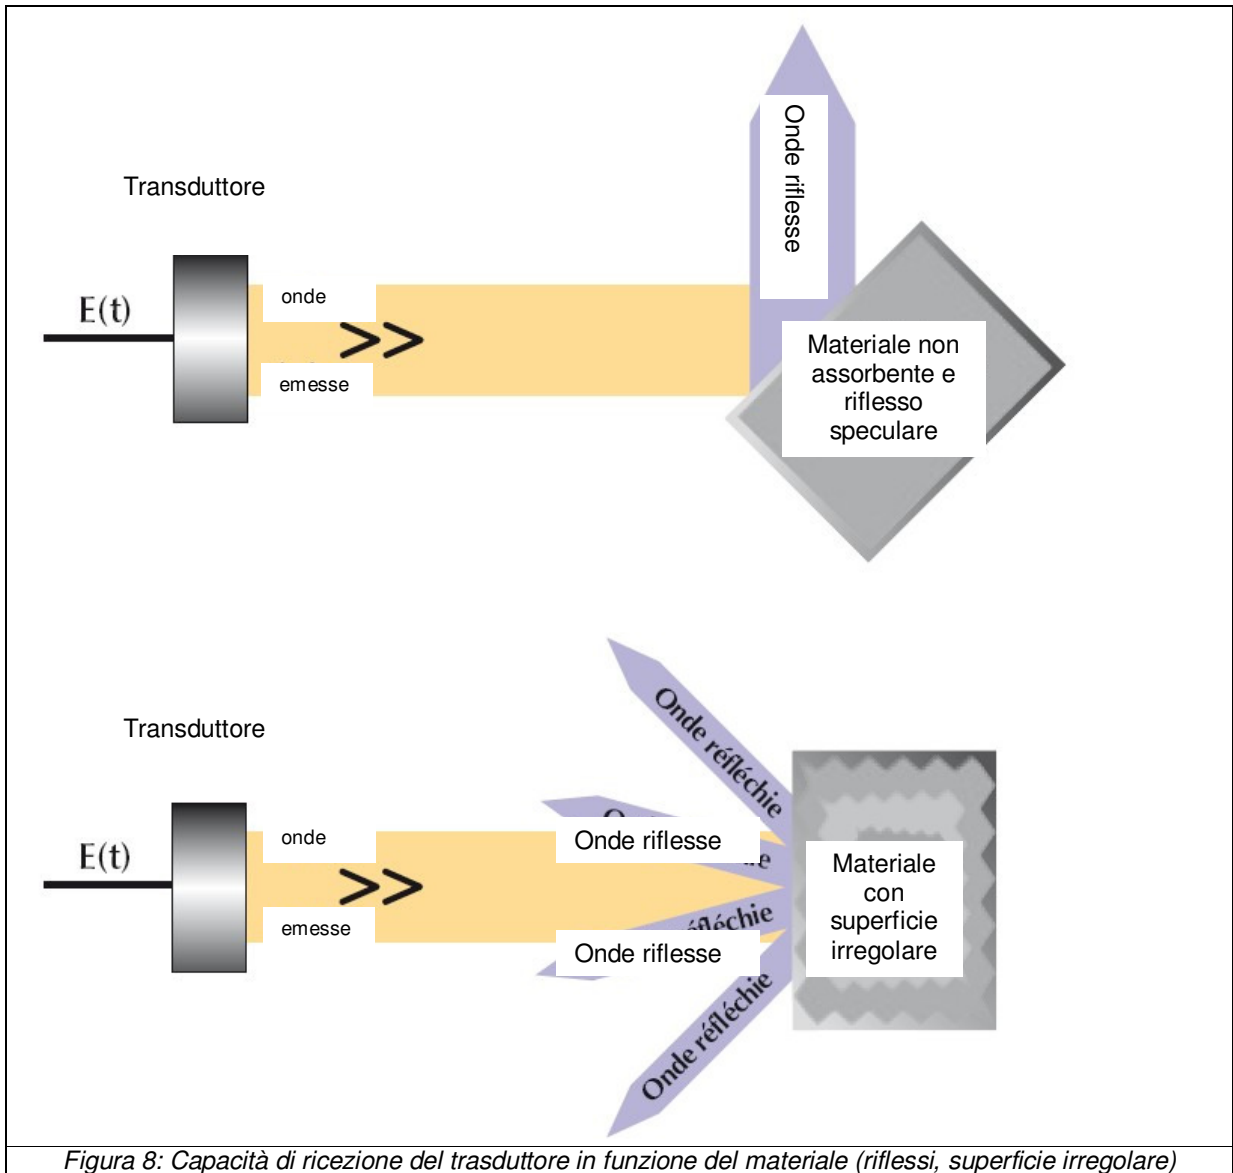 Onde riflesse
Transduttore
E(t)
onde
emesse
Materiale non
assorbente e
riflesso
speculare
Onde réfléchie
Transduttore
E(t)
onde
emesse
Onde riflesse
réfléchie
Onde riflesse
Onde réfléchie
Materiale
con
superficie
irregolare
Figura 8: Capacità di ricezione del trasduttore in funzione del materiale (riflessi, superficie irregolare)